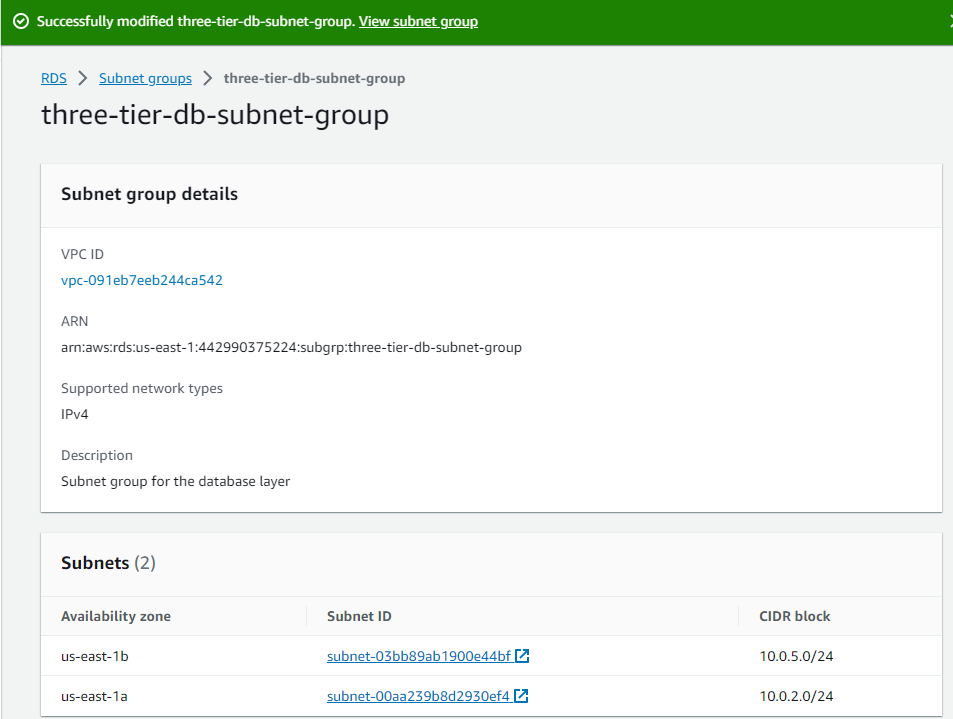 Successfully modified three-tier-db-subnet-group. View subnet group
RDS > Subnet groups > three-tier-db-subnet-group
three-tier-db-subnet-group
Subnet group details
VPC ID
vpc-091eb7eeb244ca542
ARN
arn:aws:rds:us-east-1:442990375224:subgrp:three-tier-db-subnet-group
Supported network types
IPv4
Description
Subnet group for the database layer
Subnets (2)
Availability zone Subnet ID CIDR block
us-east-1b subnet-03bb89ab1900e44bf 10.0.5.0/24
us-east-1a subnet-00aa239b8d2930ef4 10.0.2.0/24